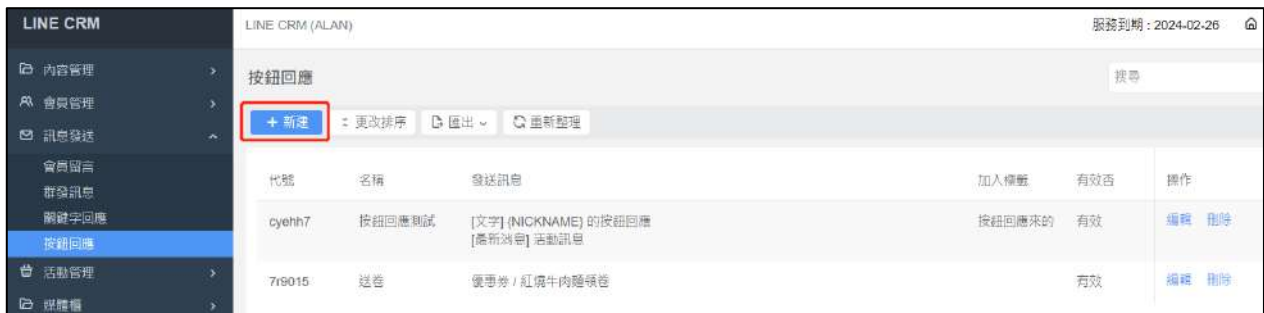 LINE CRM
LINE CRM (ALAN)
服務到期 : 2024-02-26
內容管理
會員管理
訊息發送
會員留言
群發訊息
關鍵字回應
按鈕回應
活動管理
媒體櫃
按鈕回應
搜尋
+ 新建
更改排序
匯出
重新整理
代號 名稱 發送訊息 加入標籤 有效否 操作
cyehh7 按鈕回應測試 [文字] {NICKNAME} 的按鈕回應 按鈕回應來的 有效 編輯 刪除
[最新消息] 活動訊息
7r9015 送卷 優惠券 / 紅燒牛肉麵領卷 有效 編輯 刪除